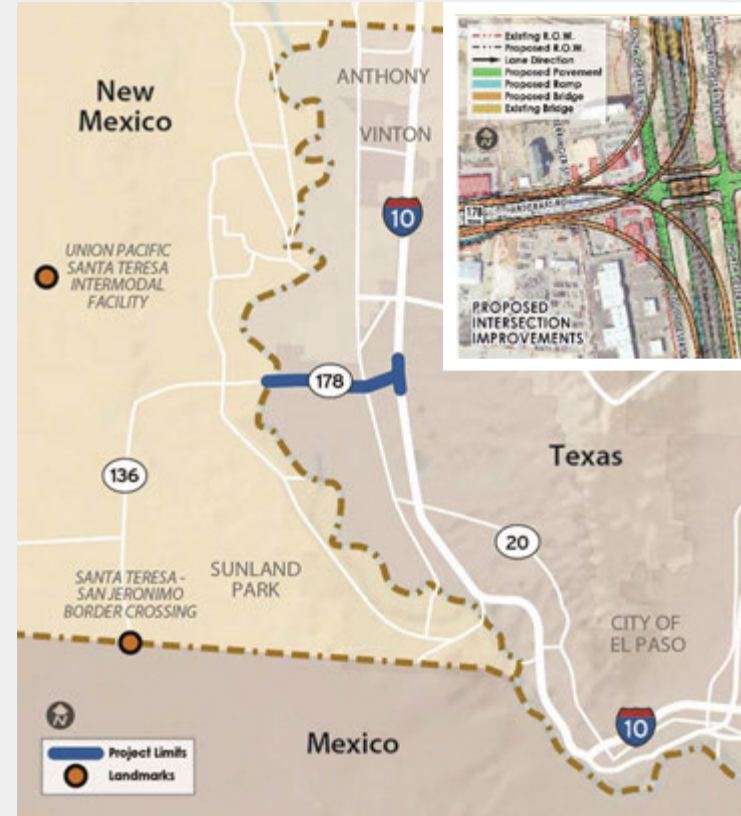 New
Mexico
ANTHONY
VINTON
10
UNION PACIFIC
SANTA TERESA
INTERMODAL
FACILITY
178
136
Texas
20
SUNLAND
PARK
SANTA TERESA -
SAN JERONIMO
BORDER CROSSING
CITY OF
EL PASO
10
Mexico
N
Project Limits
Landmarks
Existing R.O.W.
Proposed R.O.W.
Lane Direction
Proposed Pavement
Proposed Ramp
Proposed Bridge
Existing Bridge
N
178
PROPOSED
INTERSECTION
IMPROVEMENTS